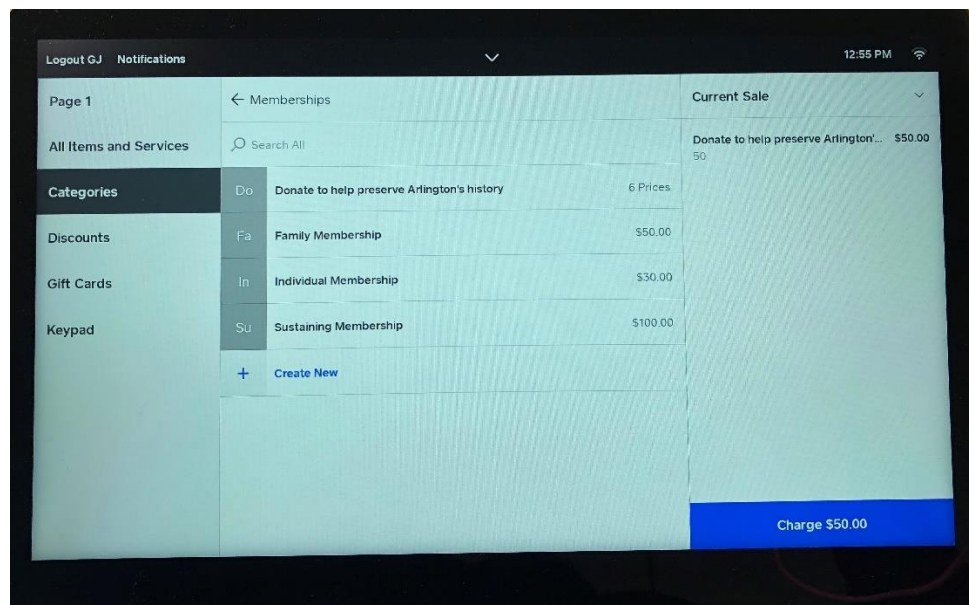 Logout GJ Notifications
12:55 PM
Page 1
All Items and Services
Categories
Discounts
Gift Cards
Keypad
← Memberships
Search All
Do Donate to help preserve Arlington's history 6 Prices
Fa Family Membership $50.00
In Individual Membership $30.00
Su Sustaining Membership $100.00
+ Create New
Current Sale
Donate to help preserve Arlington'... $50.00
50
Charge $50.00